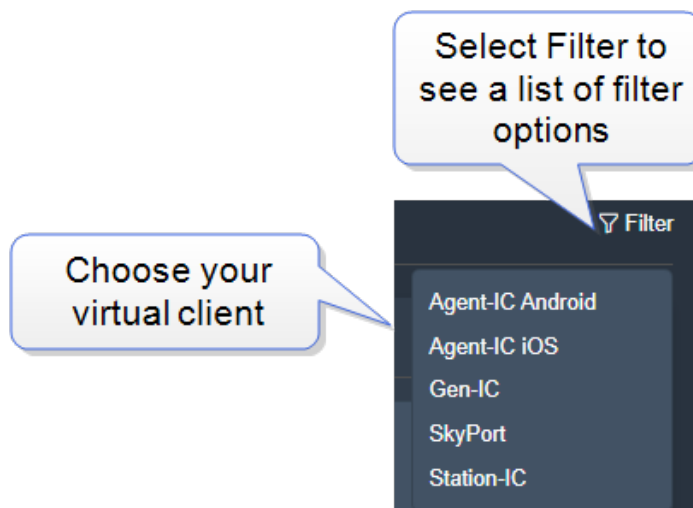 Select Filter to
see a list of filter
options
Filter
Choose your
virtual client
Agent-IC Android
Agent-IC iOS
Gen-IC
SkyPort
Station-IC